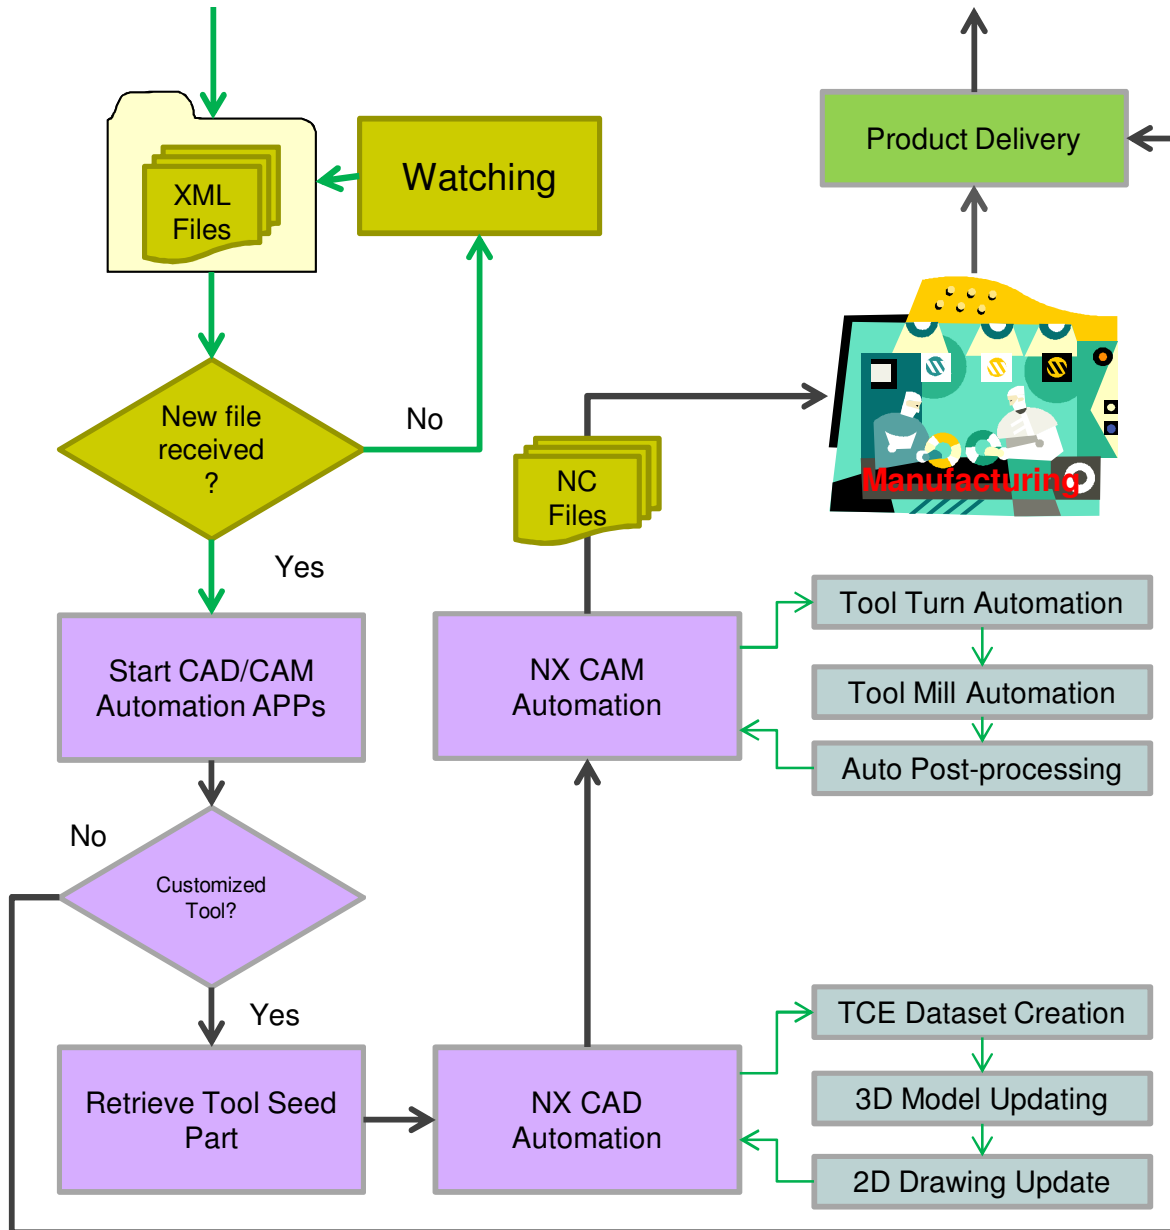 XML
Files
Watching
Product Delivery
New file
received
?
No
Yes
NC
Files
Manufacturing
Start CAD/CAM
Automation APPs
NX CAM
Automation
Tool Turn Automation
Tool Mill Automation
Auto Post-processing
No
Customized
Tool?
Yes
Retrieve Tool Seed
Part
NX CAD
Automation
TCE Dataset Creation
3D Model Updating
2D Drawing Update